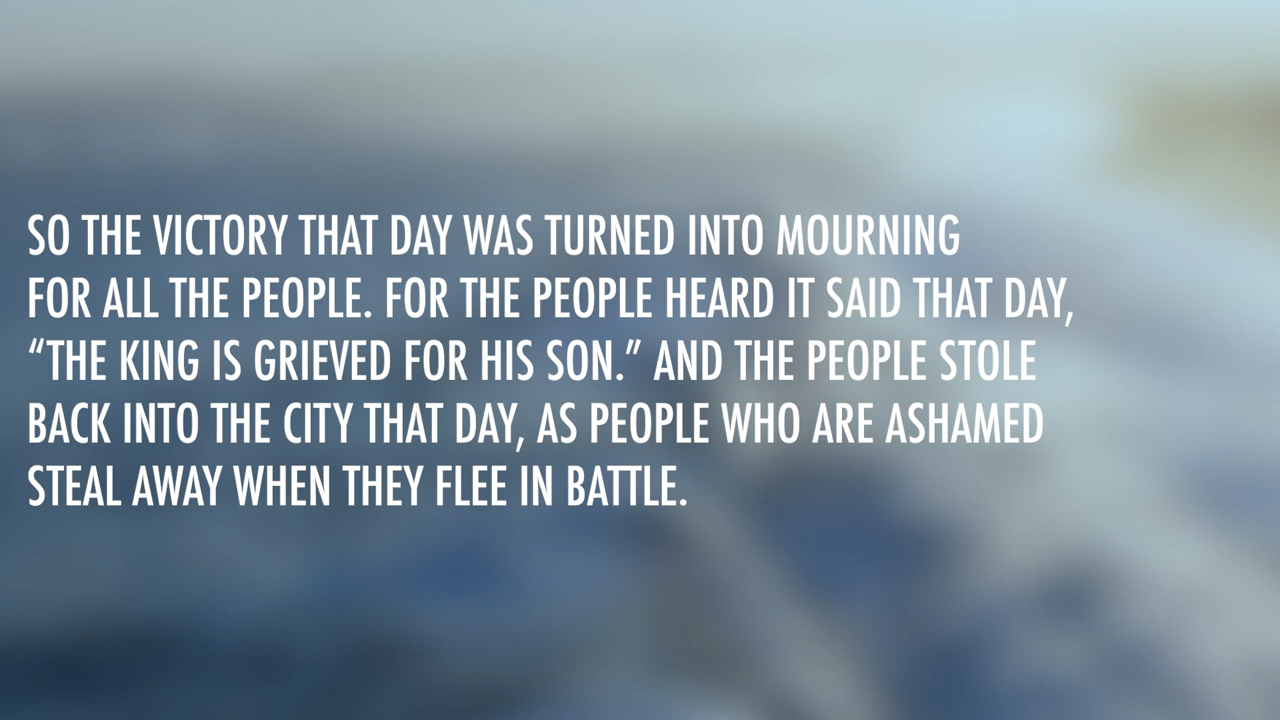 SO THE VICTORY THAT DAY WAS TURNED INTO MOURNING
FOR ALL THE PEOPLE. FOR THE PEOPLE HEARD IT SAID THAT DAY,
“THE KING IS GRIEVED FOR HIS SON.” AND THE PEOPLE STOLE
BACK INTO THE CITY THAT DAY, AS PEOPLE WHO ARE ASHAMED
STEAL AWAY WHEN THEY FLEE IN BATTLE.